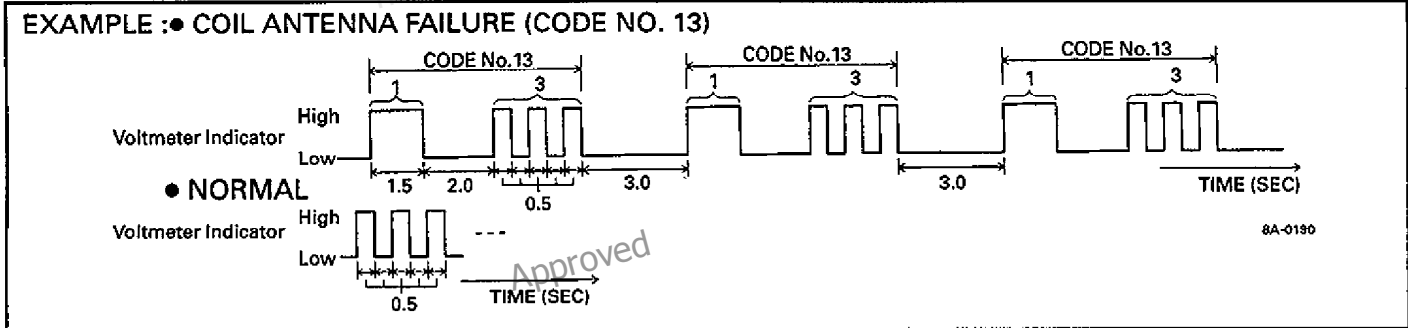 EXAMPLE :● COIL ANTENNA FAILURE (CODE NO. 13)
CODE No.13 CODE No.13 CODE No.13
1 3 1 3 1 3
High
Voltmeter Indicator
Low
1.5 2.0 0.5 3.0 3.0 TIME (SEC)
● NORMAL
High
Voltmeter Indicator ---
Low
8A-0190
Approved
0.5 TIME (SEC)